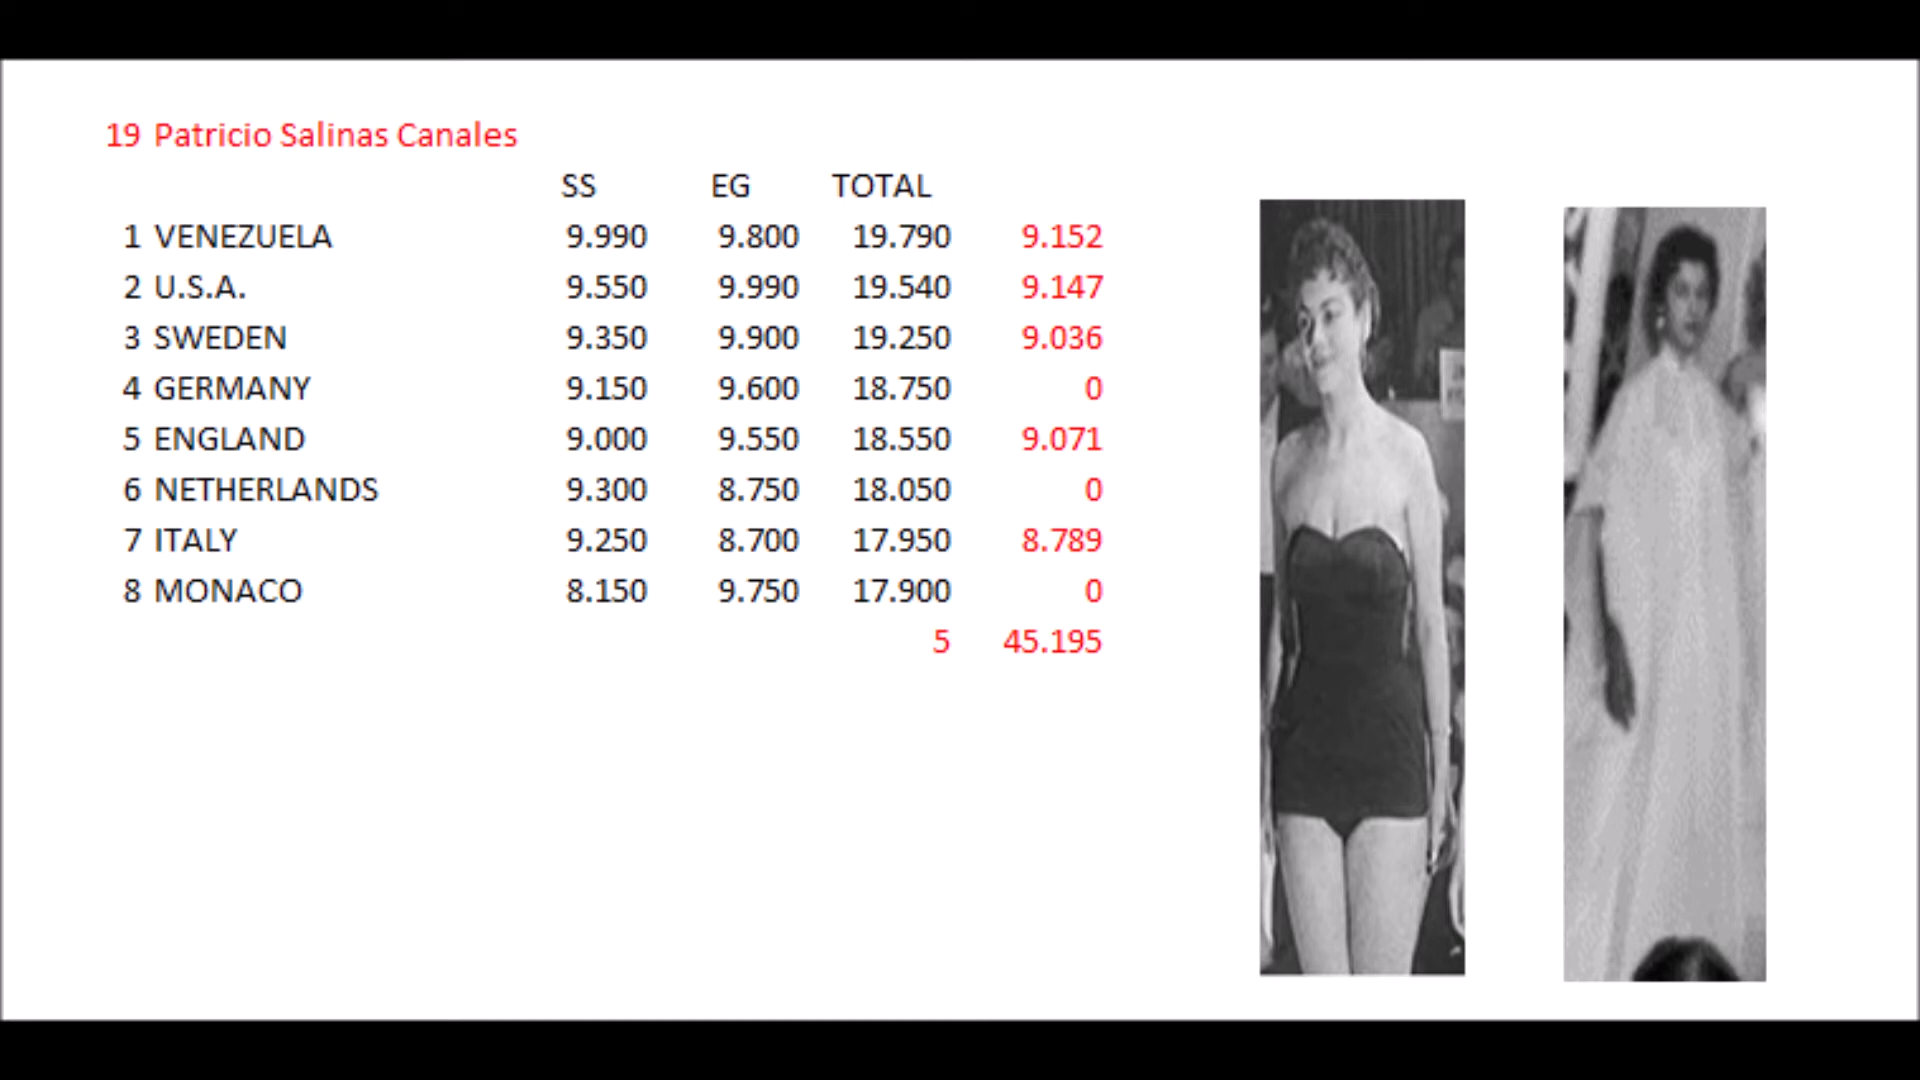 19 Patricio Salinas Canales
SS EG TOTAL
1 VENEZUELA 9.990 9.800 19.790 9.152
2 U.S.A. 9.550 9.990 19.540 9.147
3 SWEDEN 9.350 9.900 19.250 9.036
4 GERMANY 9.150 9.600 18.750 0
5 ENGLAND 9.000 9.550 18.550 9.071
6 NETHERLANDS 9.300 8.750 18.050 0
7 ITALY 9.250 8.700 17.950 8.789
8 MONACO 8.150 9.750 17.900 0
5 45.195